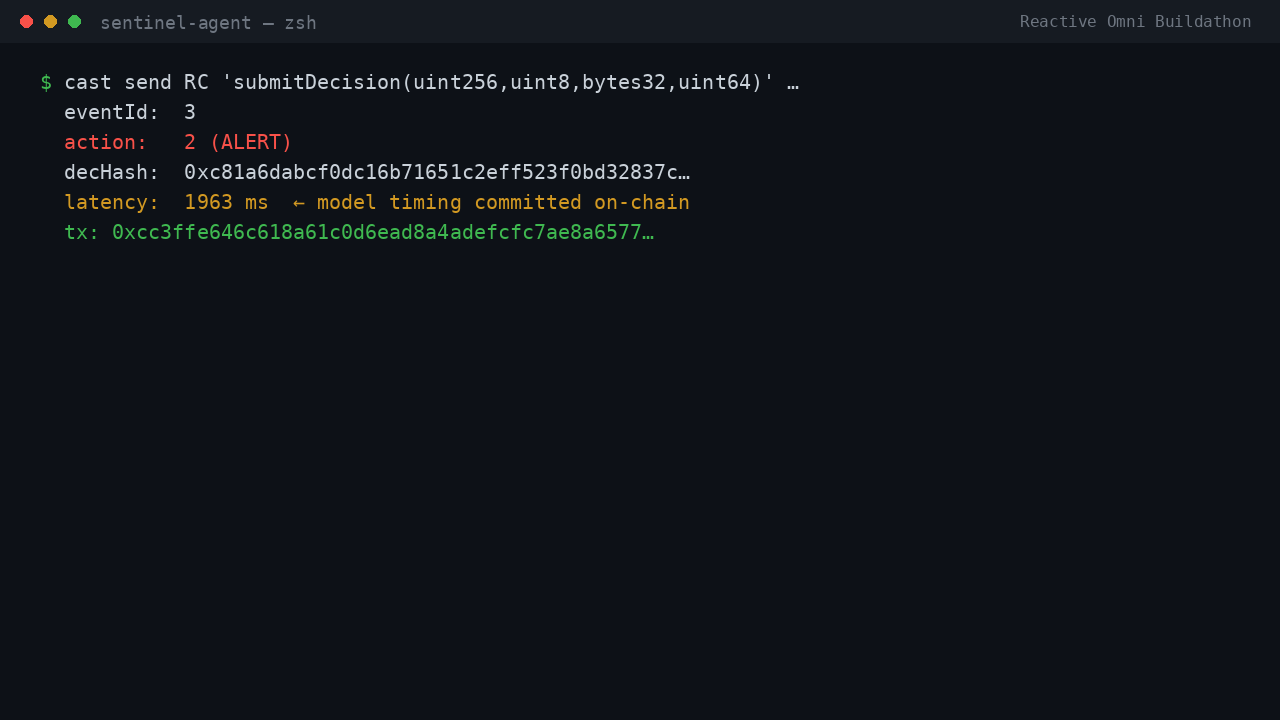 sentinel-agent — zsh
Reactive Omni Buildathon
$ cast send RC 'submitDecision(uint256,uint8,bytes32,uint64)' …
eventId: 3
action: 2 (ALERT)
decHash: 0xc81a6dabcf0dc16b71651c2eff523f0bd32837c…
latency: 1963 ms ← model timing committed on-chain
tx: 0xcc3ffe646c618a61c0d6ead8a4adefcfc7ae8a6577…